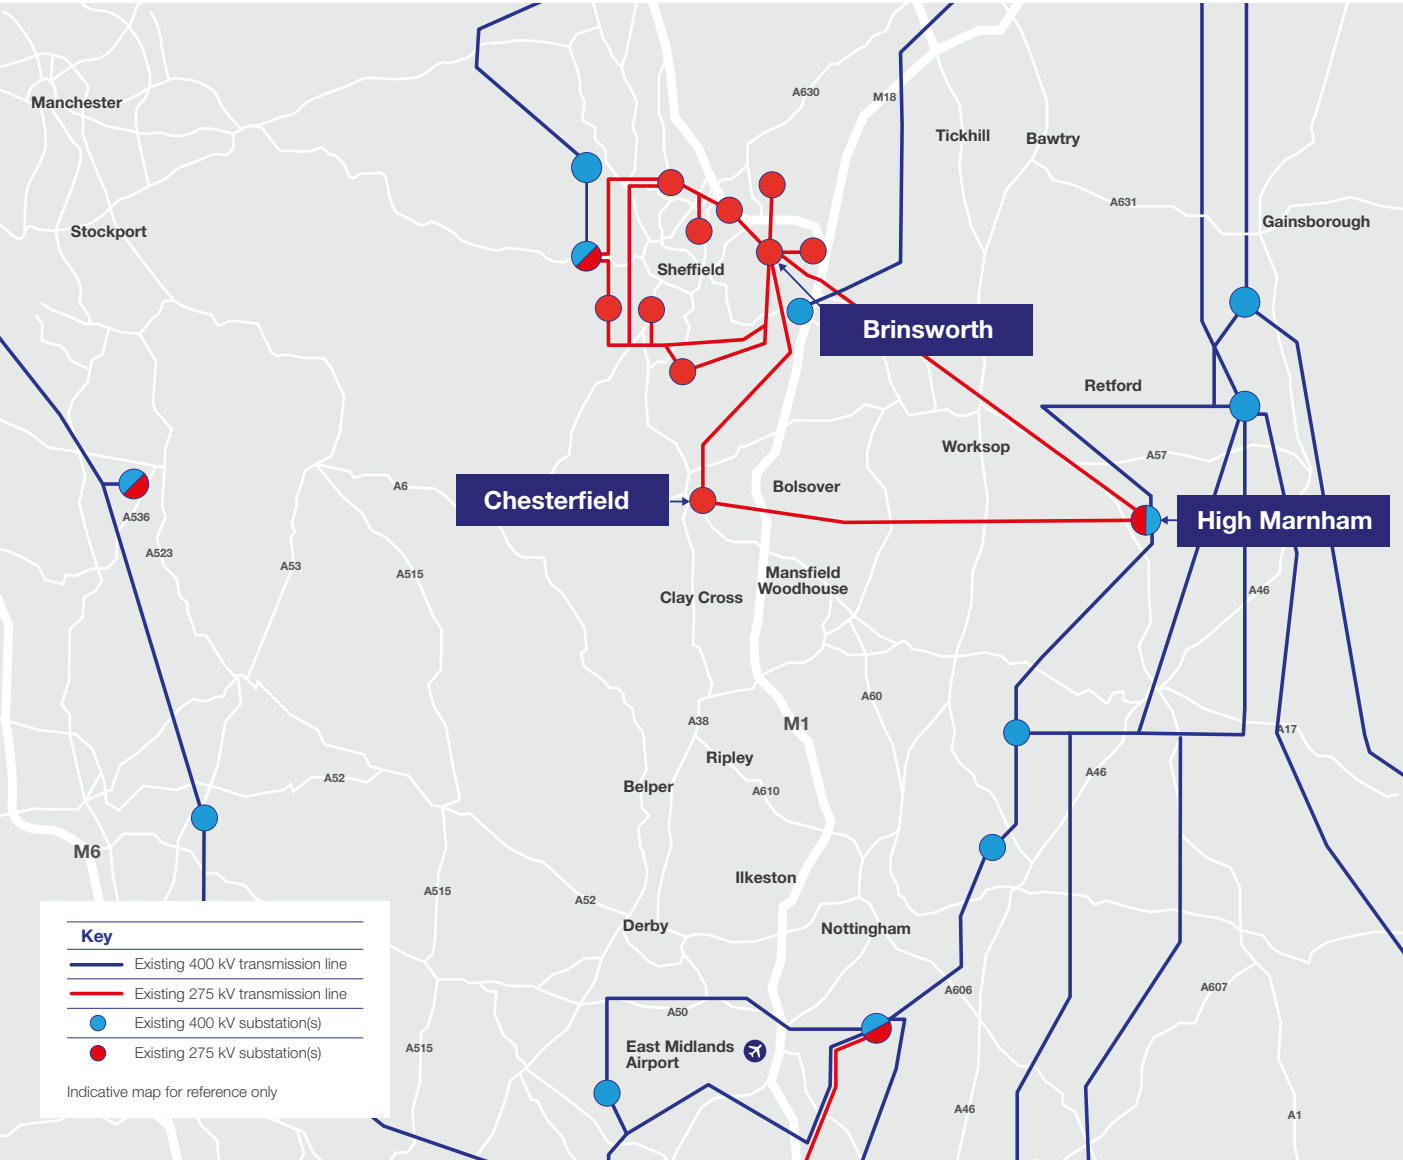 A630
M18
Manchester
Tickhill
Bawtry
A631
Gainsborough
Stockport
Sheffield
Brinsworth
Retford
Worksop
A57
A6
Bolsover
Chesterfield
High Marnham
A536
A523
A53
A515
Mansfield
Woodhouse
Clay Cross
A46
A60
A38
M1
A17
Ripley
A52
Belper
A610
A46
M6
Ilkeston
A515
A52
Derby
Nottingham
Key
Existing 400 kV transmission line
Existing 275 kV transmission line
Existing 400 kV substation(s)
Existing 275 kV substation(s)
Indicative map for reference only
A606
A607
A50
East Midlands
Airport
A515
A46
A1